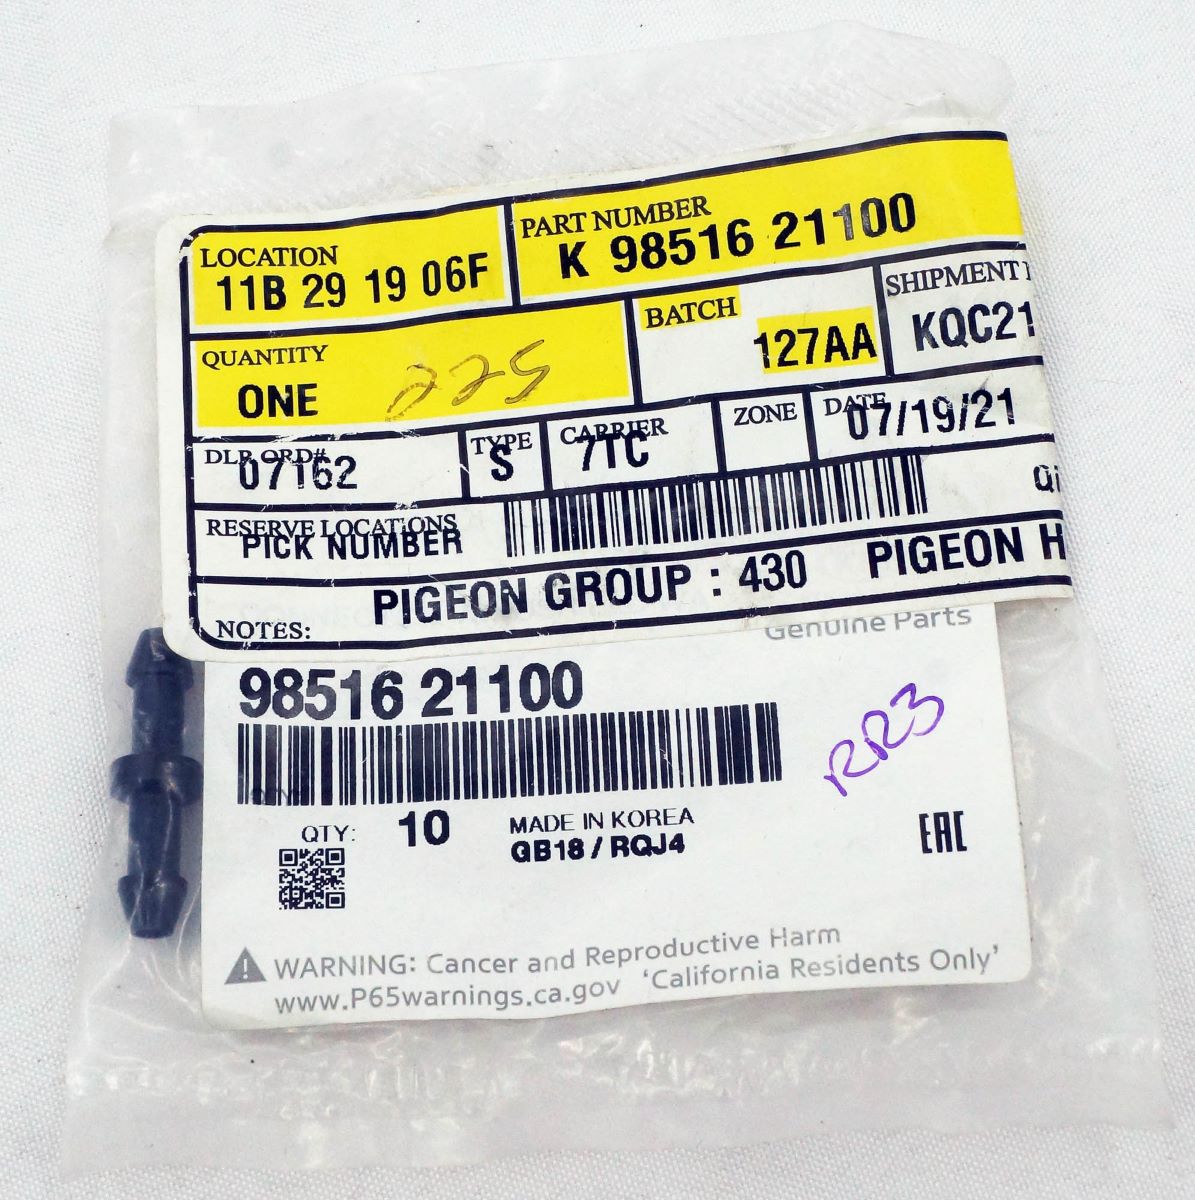 LOCATION
11B 29 19 06F
PART NUMBER
K 98516 21100
QUANTITY
ONE
225
BATCH
127AA
SHIPMENT
KQC21
DLR ORD#
07162
TYPE
S
CARRIER
7TC
ZONE
DATE
07/19/21
RESERVE LOCATIONS
PICK NUMBER
PIGEON GROUP : 430 PIGEON H
NOTES:
Genuine Parts
98516 21100
RR3
QTY: 10
MADE IN KOREA
GB18 / RQJ4
EAC
WARNING: Cancer and Reproductive Harm
www.P65warnings.ca.gov 'California Residents Only'